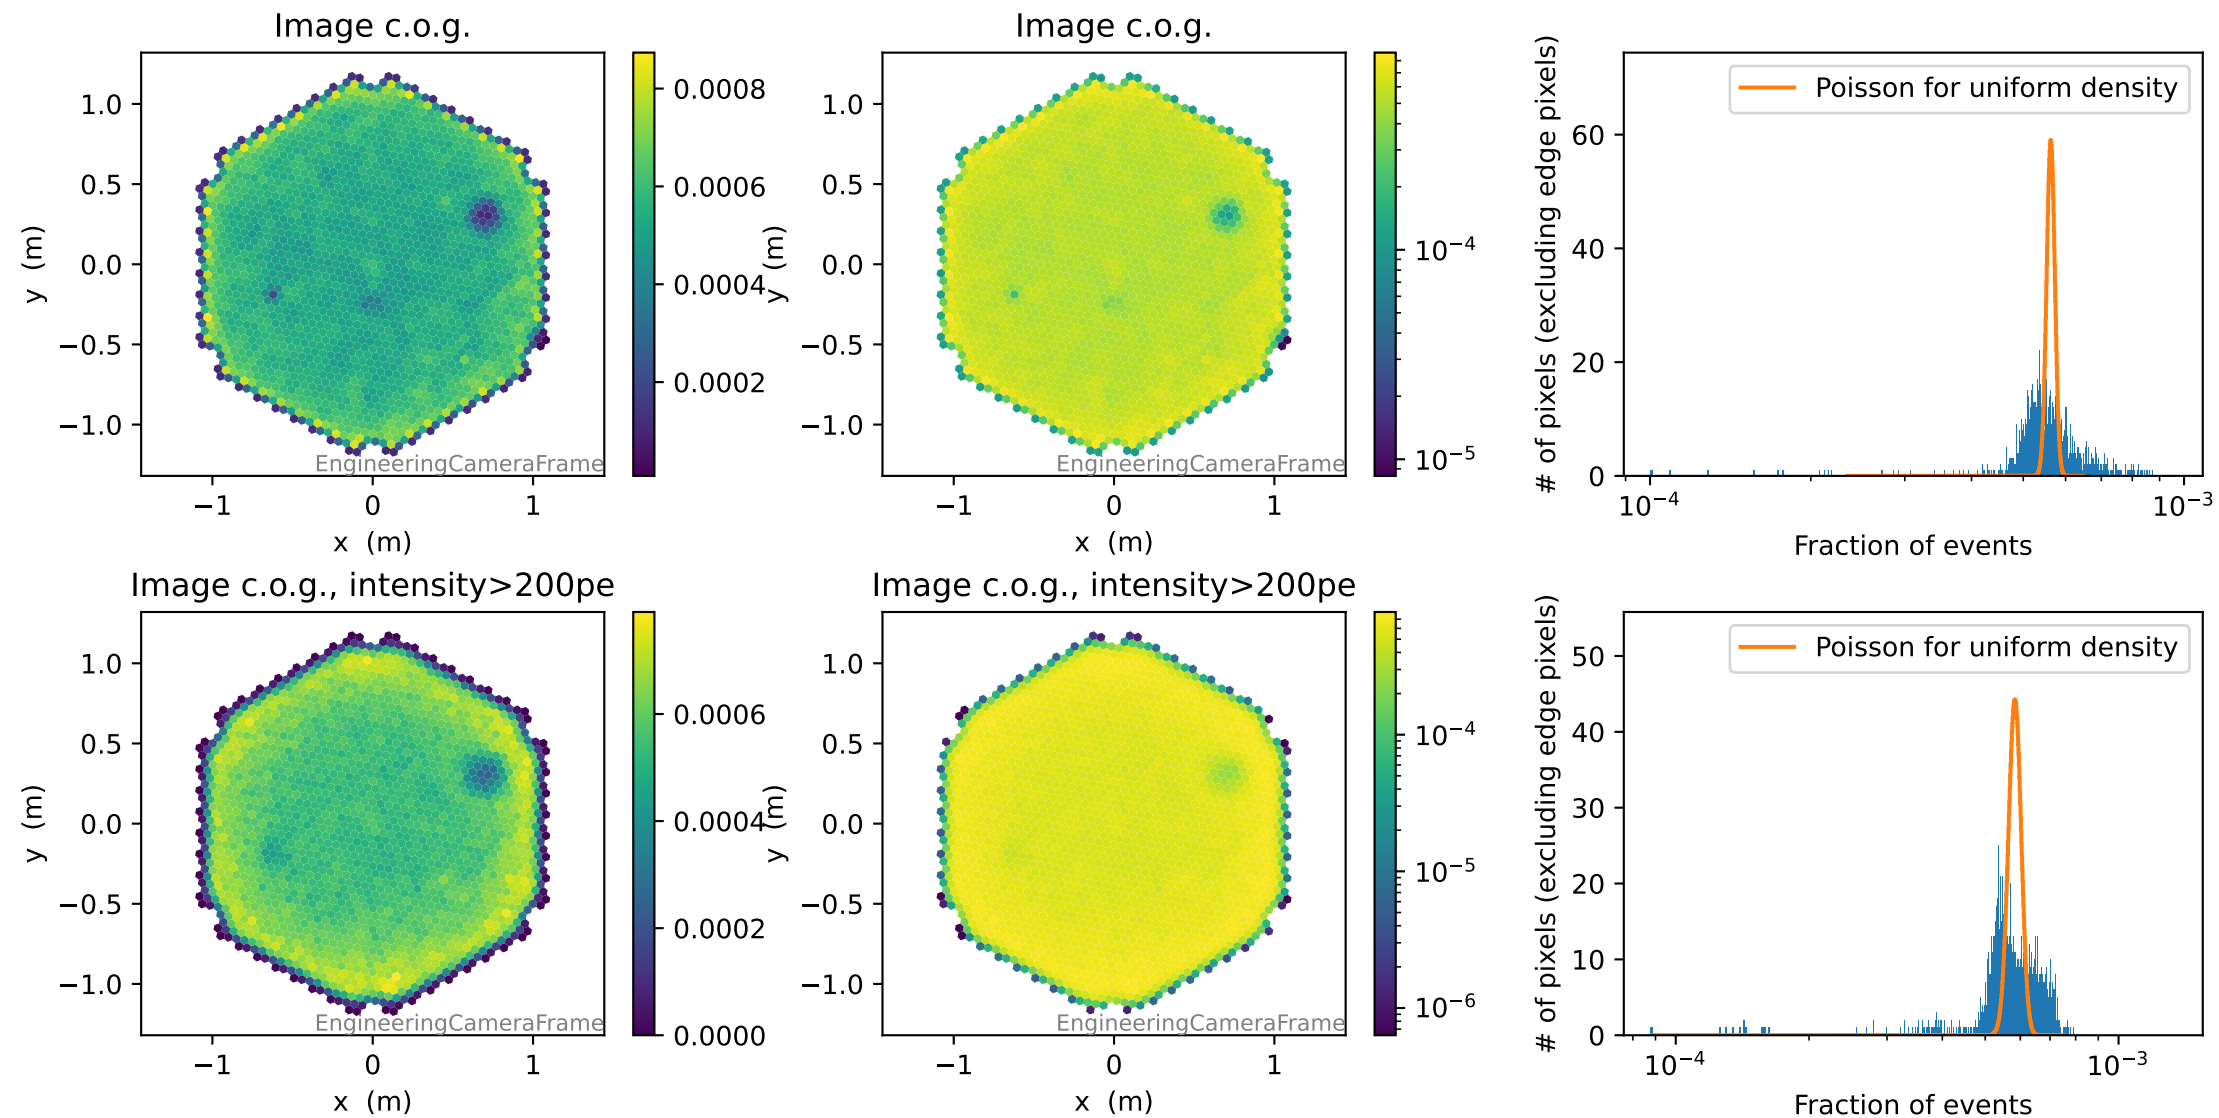 Image c.o.g.
1.0
0.5
0.0
−0.5
−1.0
y (m)
−1
0
1
x (m)
EngineeringCameraFrame
0.0008
0.0006
0.0004
0.0002
Image c.o.g.
1.0
0.5
0.0
−0.5
−1.0
y (m)
−1
0
1
x (m)
EngineeringCameraFrame
10⁻⁴
10⁻⁵
# of pixels (excluding edge pixels)
60
40
20
0
Poisson for uniform density
10⁻⁴
10⁻³
Fraction of events
Image c.o.g., intensity>200pe
1.0
0.5
0.0
−0.5
−1.0
y (m)
−1
0
1
x (m)
EngineeringCameraFrame
0.0006
0.0004
0.0002
0.0000
Image c.o.g., intensity>200pe
1.0
0.5
0.0
−0.5
−1.0
y (m)
−1
0
1
x (m)
EngineeringCameraFrame
10⁻⁴
10⁻⁵
10⁻⁶
# of pixels (excluding edge pixels)
50
40
30
20
10
0
Poisson for uniform density
10⁻⁴
10⁻³
Fraction of events